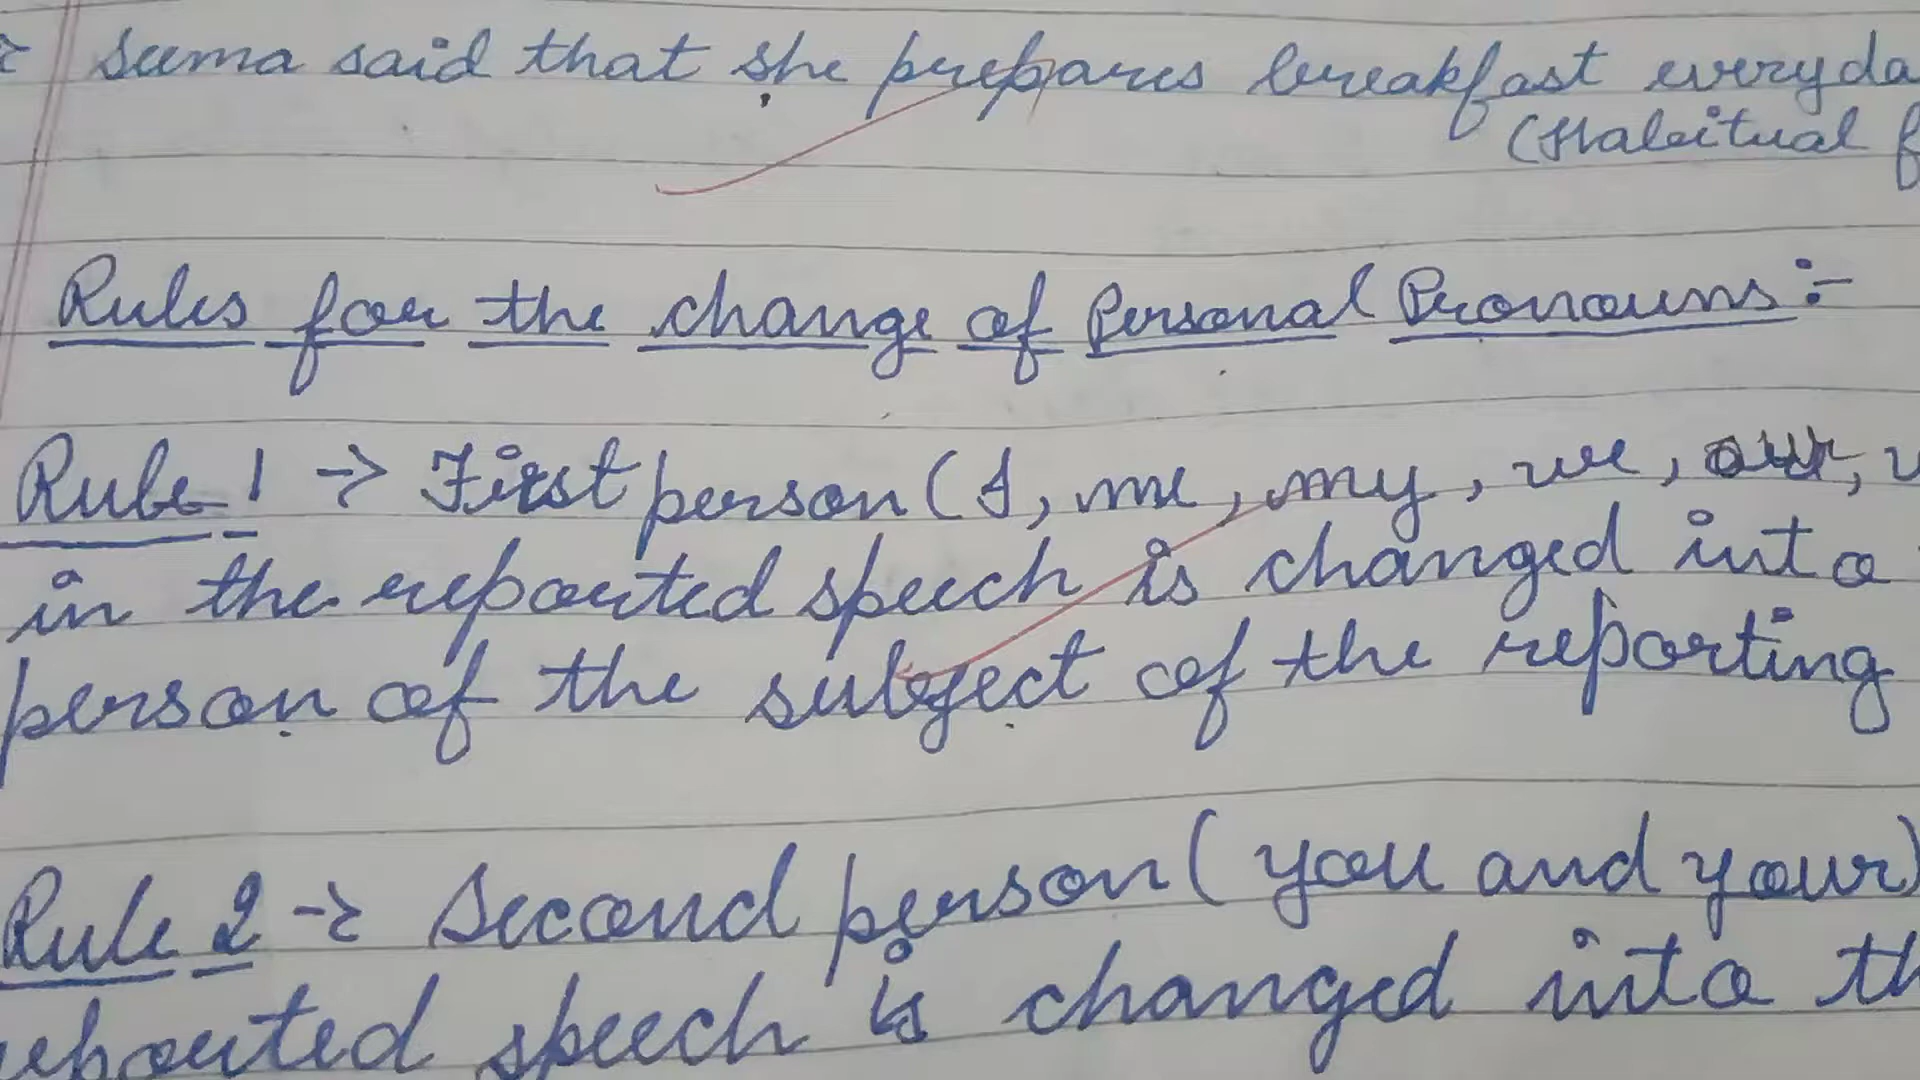 Suma said that she prepares breakfast everyda
(Habitual f
Rules for the change of Personal Pronouns :-
Rule 1 → First person (I, me, my, we, our, u
in the reported speech is changed into
person of the subject of the reporting
Rule 2 → Second person (you and your)
reported speech is changed into th